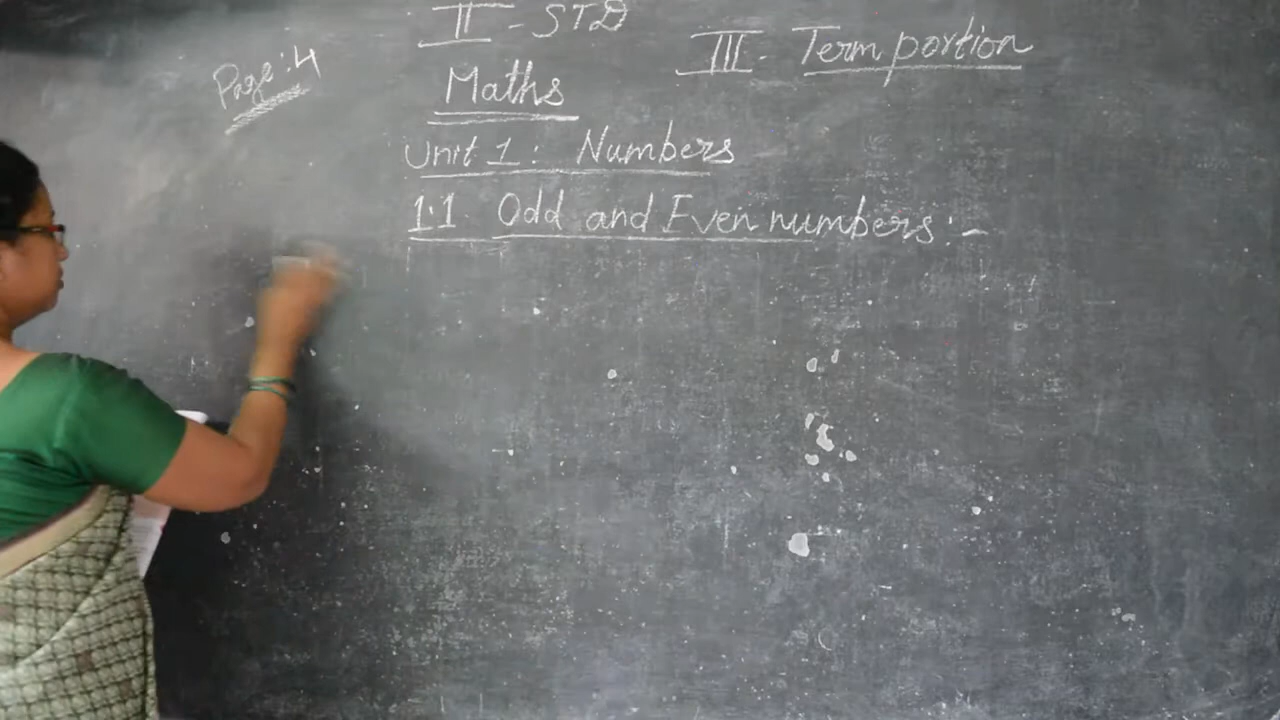 II - STD
III - Term portion
Page : 4
Maths
Unit 1 : Numbers
1.1 Odd and Even numbers :-